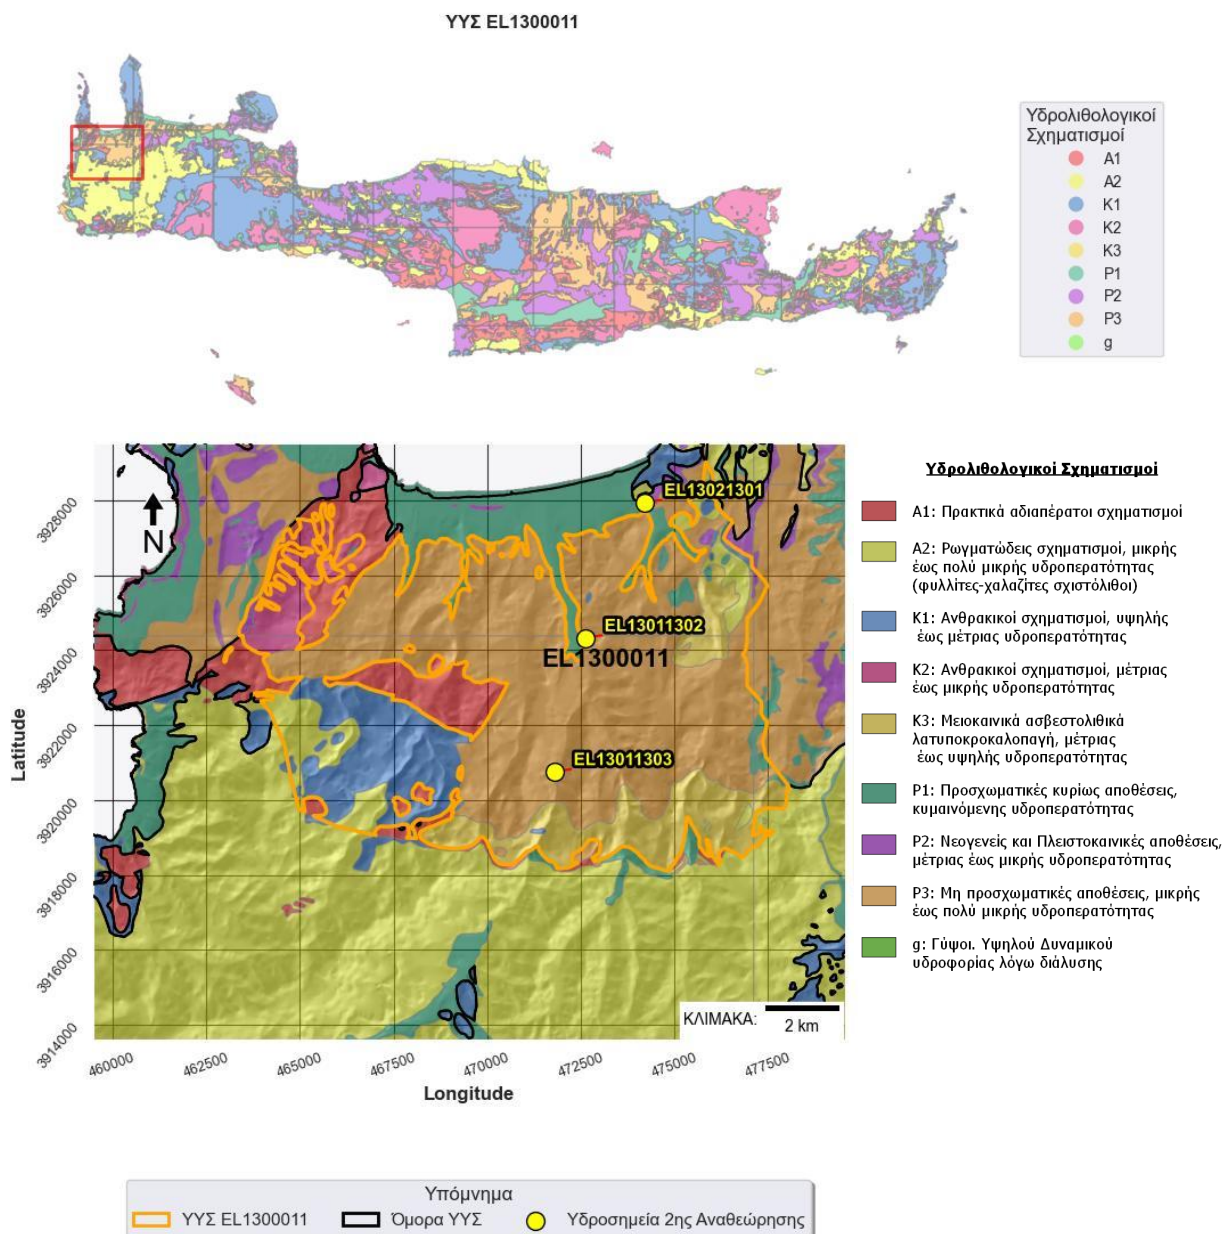 ΥΥΣ EL1300011
Υδρολιθολογικοί
Σχηματισμοί
A1
A2
K1
K2
K3
P1
P2
P3
g
Υδρολιθολογικοί Σχηματισμοί
A1: Πρακτικά αδιαπέρατοι σχηματισμοί
A2: Ρωγματώδεις σχηματισμοί, μικρής
έως πολύ μικρής υδροπερατότητας
(φυλλίτες-χαλαζίτες σχιστόλιθοι)
K1: Ανθρακικοί σχηματισμοί, υψηλής
έως μέτριας υδροπερατότητας
K2: Ανθρακικοί σχηματισμοί, μέτριας
έως μικρής υδροπερατότητας
K3: Μειοκαινικά ασβεστολιθικά
λατυποκροκαλοπαγή, μέτριας
έως υψηλής υδροπερατότητας
P1: Προσχωματικές κυρίως αποθέσεις,
κυμαινόμενης υδροπερατότητας
P2: Νεογενείς και Πλειστοκαινικές αποθέσεις,
μέτριας έως μικρής υδροπερατότητας
P3: Μη προσχωματικές αποθέσεις, μικρής
έως πολύ μικρής υδροπερατότητας
g: Γύψοι. Υψηλού Δυναμικού
υδροφορίας λόγω διάλυσης
N
EL13021301
EL13011302
EL1300011
EL13011303
Latitude
3928000
3926000
3924000
3922000
3920000
3918000
3916000
3914000
ΚΛΙΜΑΚΑ:
2 km
460000
462500
465000
467500
470000
472500
475000
477500
Longitude
Υπόμνημα
ΥΥΣ EL1300011
Όμορα ΥΥΣ
Υδροσημεία 2ης Αναθεώρησης